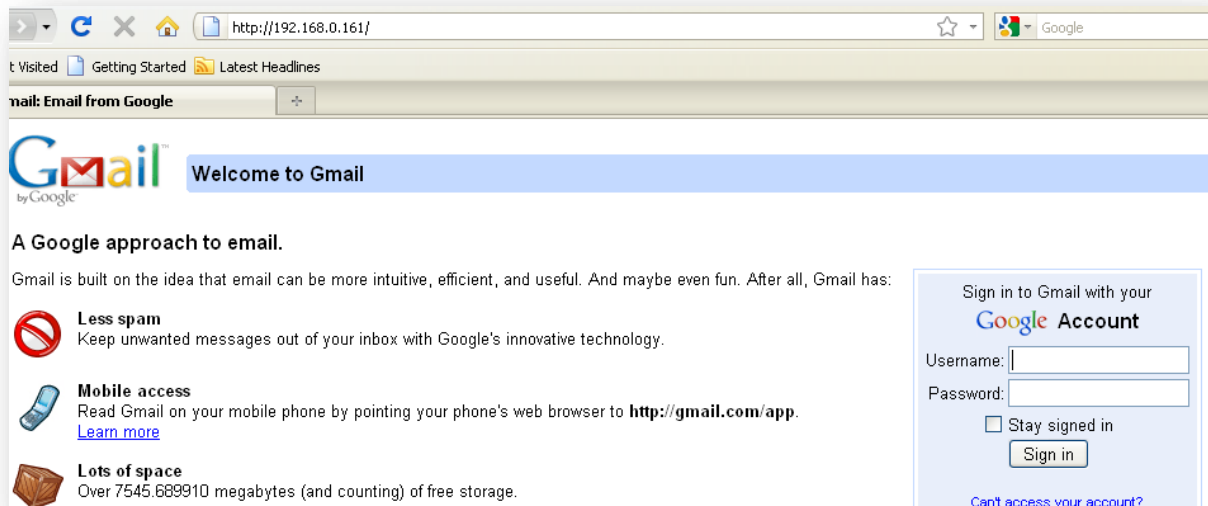 http://192.168.0.161/
Google
t Visited Getting Started Latest Headlines
mail: Email from Google
Gmail™
by Google™
Welcome to Gmail
A Google approach to email.
Gmail is built on the idea that email can be more intuitive, efficient, and useful. And maybe even fun. After all, Gmail has:
Less spam
Keep unwanted messages out of your inbox with Google's innovative technology.
Mobile access
Read Gmail on your mobile phone by pointing your phone's web browser to http://gmail.com/app.
Learn more
Lots of space
Over 7545.689910 megabytes (and counting) of free storage.
Sign in to Gmail with your
Google Account
Username:
Password:
Stay signed in
Sign in
Can't access your account?